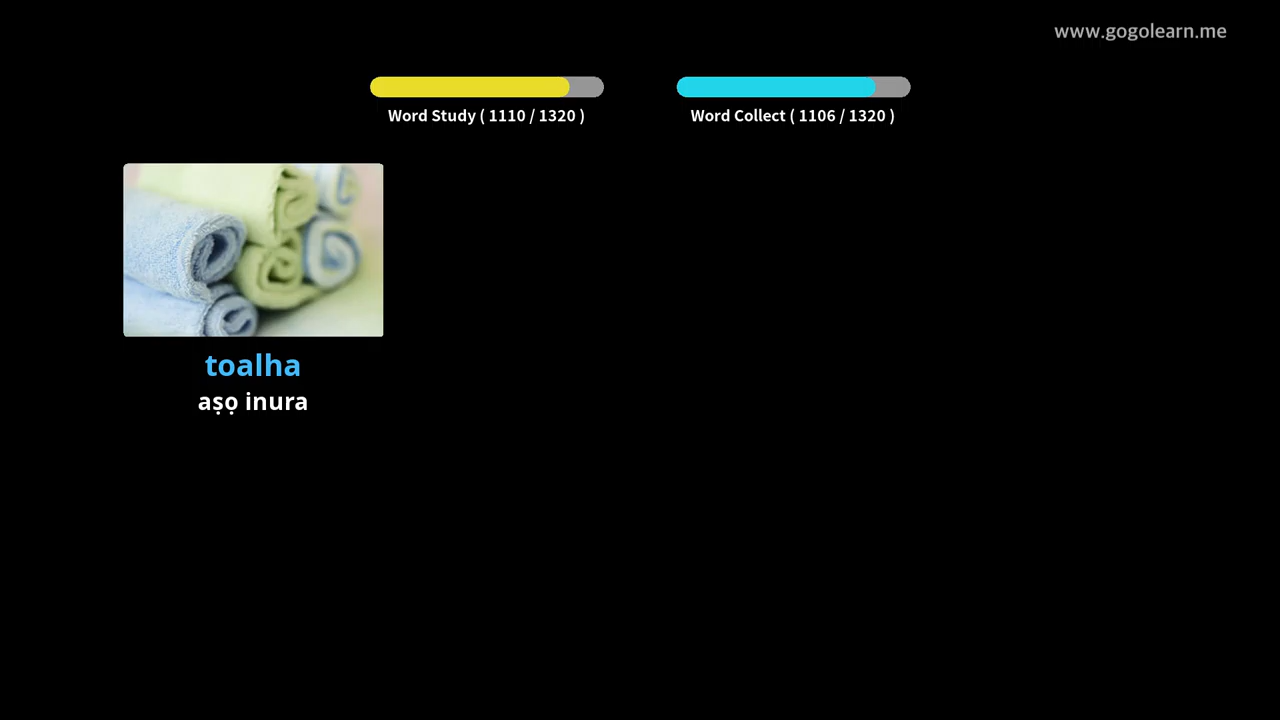 www.gogolearn.me
Word Study ( 1110 / 1320 )
Word Collect ( 1106 / 1320 )
toalha
aṣọ inura